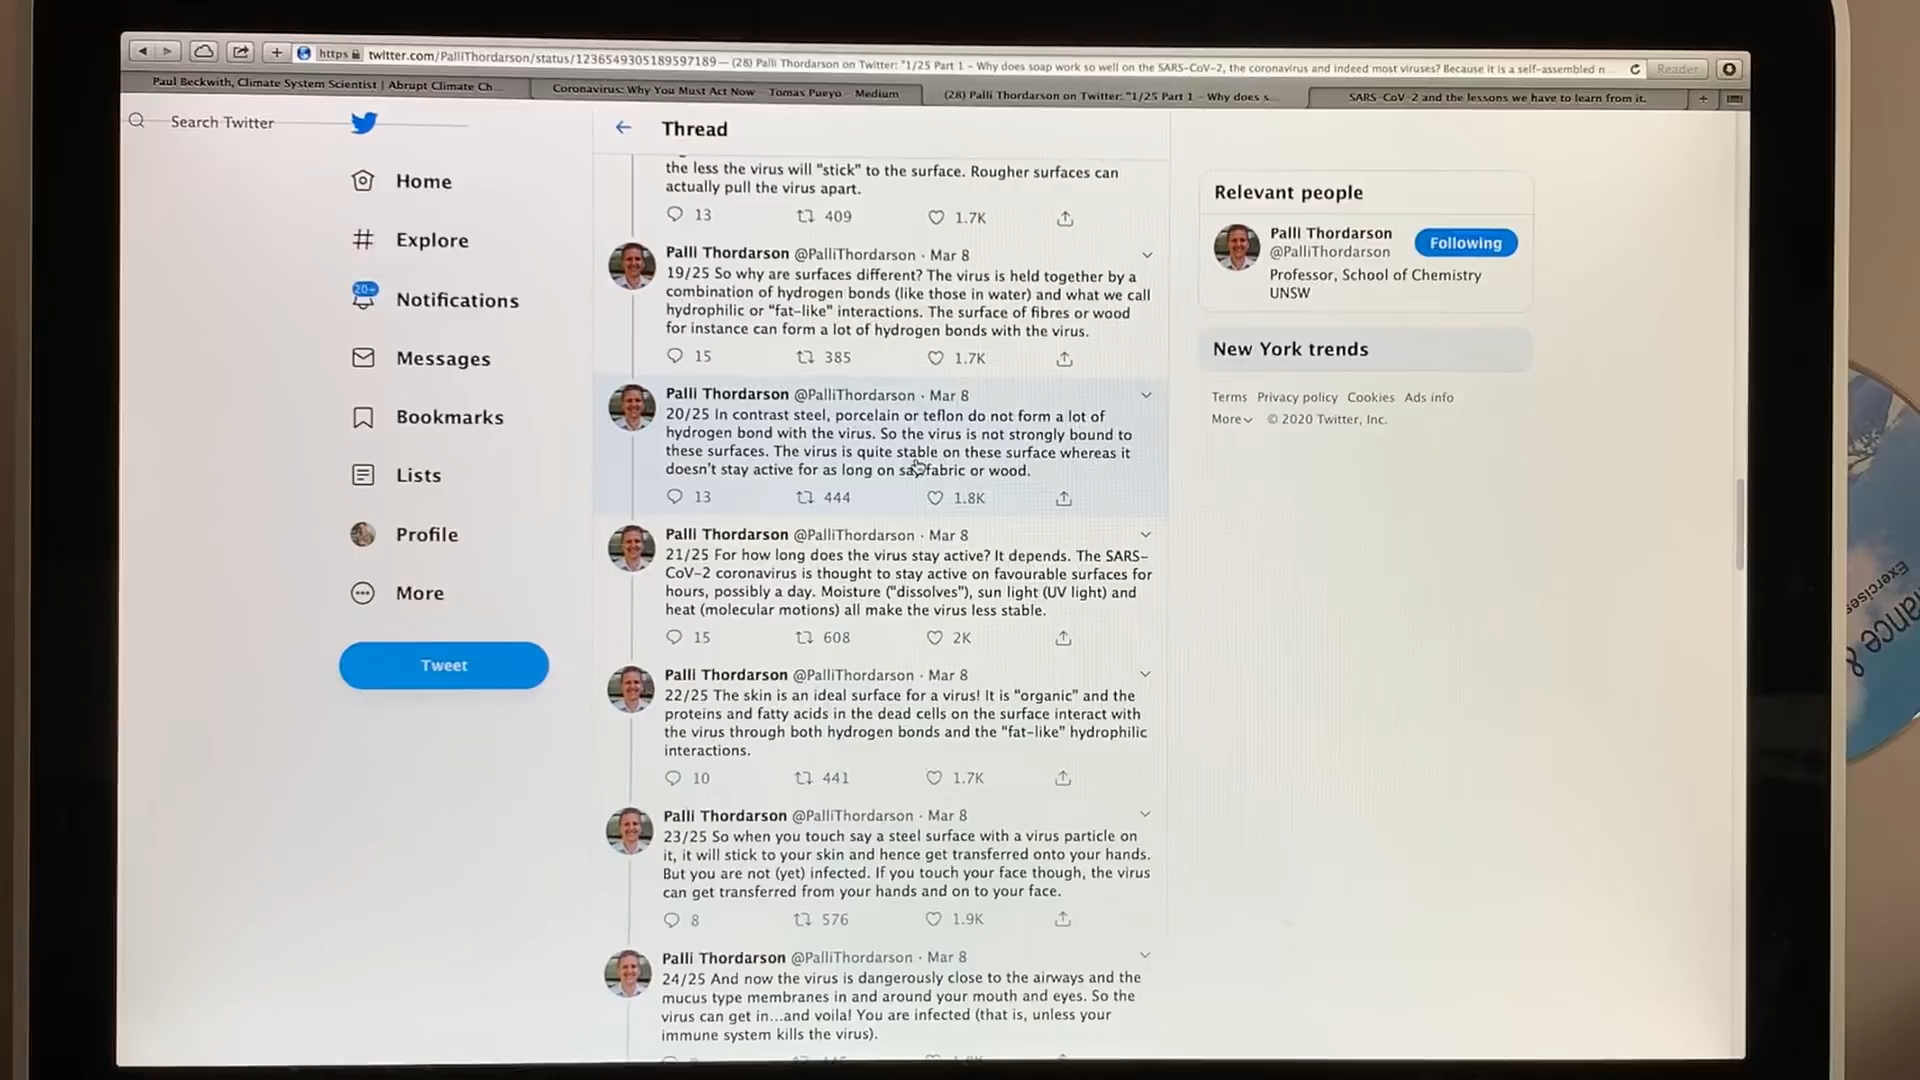 https twitter.com/PalliThordarson/status/1236549305189597189 — (28) Palli Thordarson on Twitter: "1/25 Part 1 - Why does soap work so well on the SARS-CoV-2, the coronavirus and indeed most viruses? Because it is a self-assembled n... Reader
Paul Beckwith, Climate System Scientist | Abrupt Climate Ch...
Coronavirus: Why You Must Act Now — Tomas Pueyo — Medium
(28) Palli Thordarson on Twitter: "1/25 Part 1 - Why does s...
SARS-CoV-2 and the lessons we have to learn from it.
Search Twitter
Home
Explore
20+
Notifications
Messages
Bookmarks
Lists
Profile
More
Tweet
Thread
the less the virus will "stick" to the surface. Rougher surfaces can
actually pull the virus apart.
13 409 1.7K
Palli Thordarson @PalliThordarson · Mar 8
19/25 So why are surfaces different? The virus is held together by a
combination of hydrogen bonds (like those in water) and what we call
hydrophilic or "fat-like" interactions. The surface of fibres or wood
for instance can form a lot of hydrogen bonds with the virus.
15 385 1.7K
Palli Thordarson @PalliThordarson · Mar 8
20/25 In contrast steel, porcelain or teflon do not form a lot of
hydrogen bond with the virus. So the virus is not strongly bound to
these surfaces. The virus is quite stable on these surface whereas it
doesn't stay active for as long on say fabric or wood.
13 444 1.8K
Palli Thordarson @PalliThordarson · Mar 8
21/25 For how long does the virus stay active? It depends. The SARS-
CoV-2 coronavirus is thought to stay active on favourable surfaces for
hours, possibly a day. Moisture ("dissolves"), sun light (UV light) and
heat (molecular motions) all make the virus less stable.
15 608 2K
Palli Thordarson @PalliThordarson · Mar 8
22/25 The skin is an ideal surface for a virus! It is "organic" and the
proteins and fatty acids in the dead cells on the surface interact with
the virus through both hydrogen bonds and the "fat-like" hydrophilic
interactions.
10 441 1.7K
Palli Thordarson @PalliThordarson · Mar 8
23/25 So when you touch say a steel surface with a virus particle on
it, it will stick to your skin and hence get transferred onto your hands.
But you are not (yet) infected. If you touch your face though, the virus
can get transferred from your hands and on to your face.
8 576 1.9K
Palli Thordarson @PalliThordarson · Mar 8
24/25 And now the virus is dangerously close to the airways and the
mucus type membranes in and around your mouth and eyes. So the
virus can get in...and voila! You are infected (that is, unless your
immune system kills the virus).
Relevant people
Palli Thordarson
@PalliThordarson
Following
Professor, School of Chemistry
UNSW
New York trends
Terms Privacy policy Cookies Ads info
More © 2020 Twitter, Inc.
Exercises